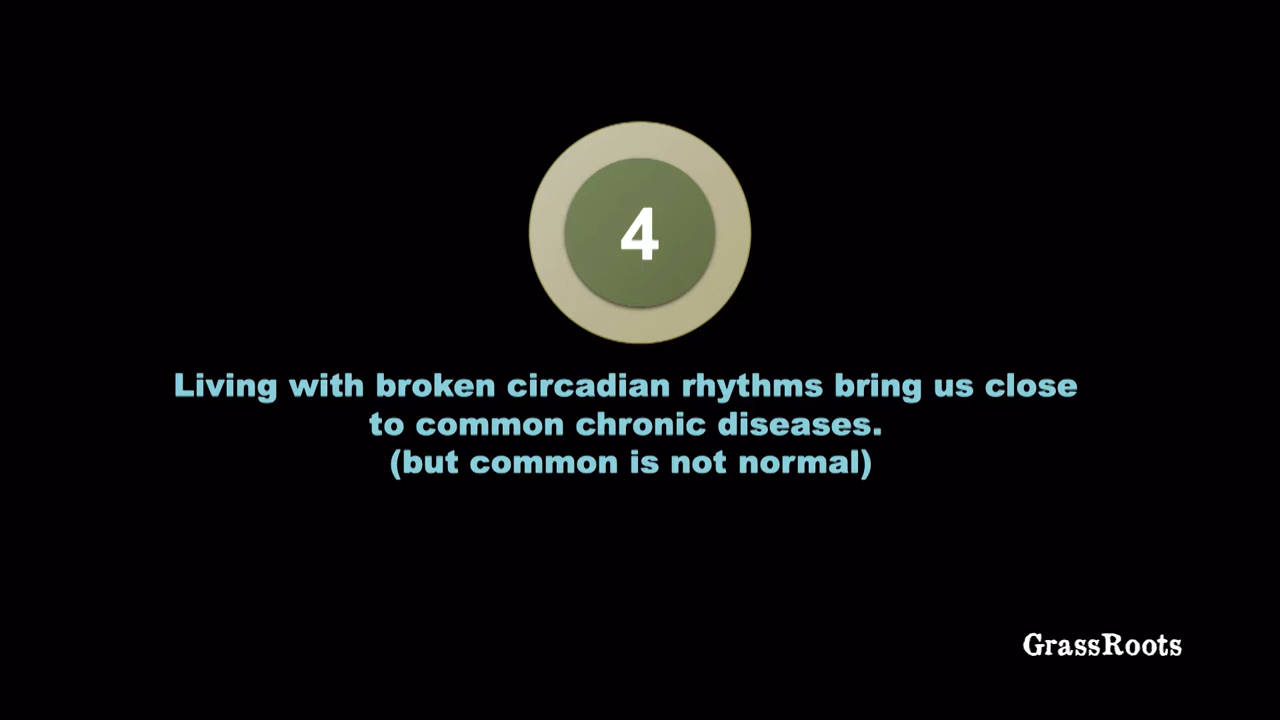 4
Living with broken circadian rhythms bring us close
to common chronic diseases.
(but common is not normal)
GrassRoots